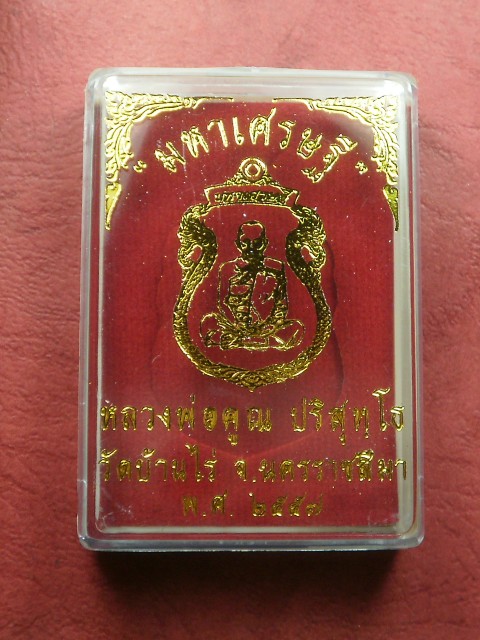 "มหาเศรษฐี"
หลวงพ่อคูณ ปริสุทฺโธ
วัดบ้านไร่ จ.นครราชสีมา
พ.ศ. ๒๕๕๗